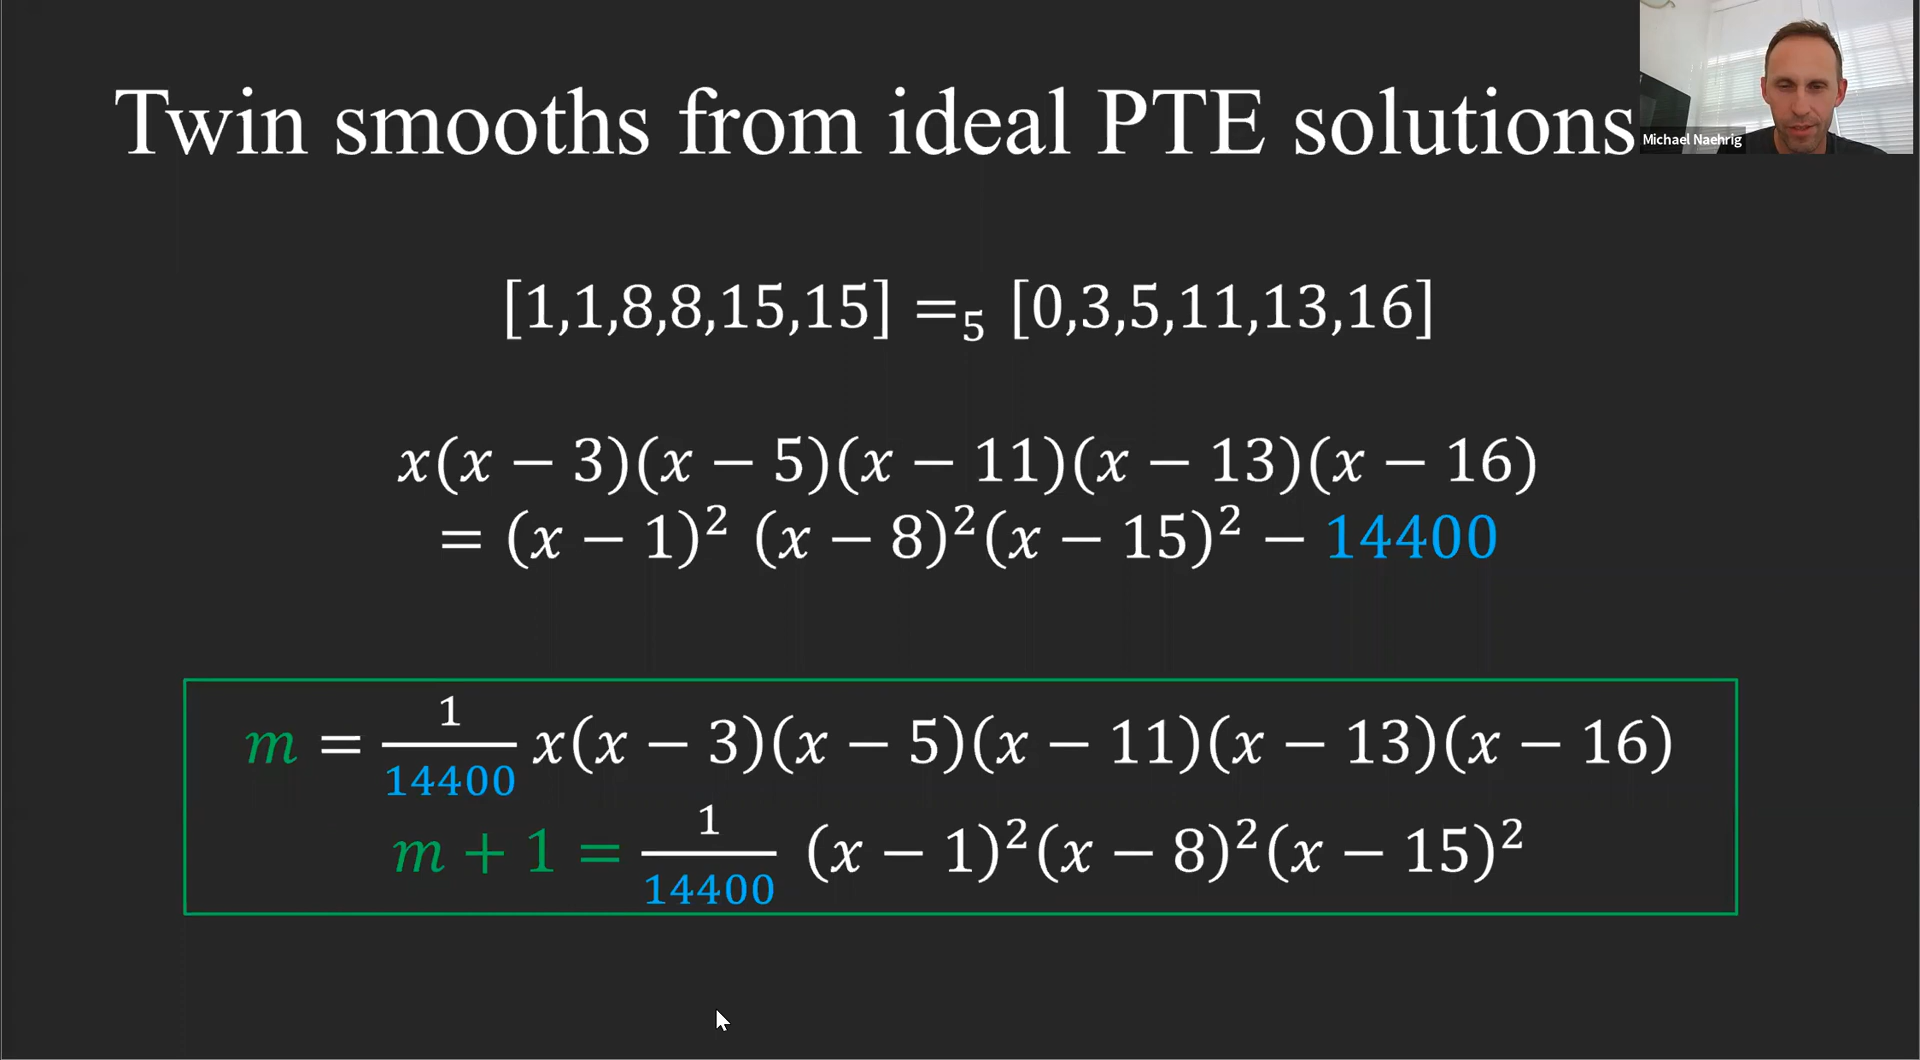 Twin smooths from ideal PTE solutions
Michael Naehrig
[1,1,8,8,15,15] =₅ [0,3,5,11,13,16]
x(x − 3)(x − 5)(x − 11)(x − 13)(x − 16)
= (x − 1)² (x − 8)²(x − 15)² − 14400
m = 1/14400 x(x − 3)(x − 5)(x − 11)(x − 13)(x − 16)
m + 1 = 1/14400 (x − 1)²(x − 8)²(x − 15)²